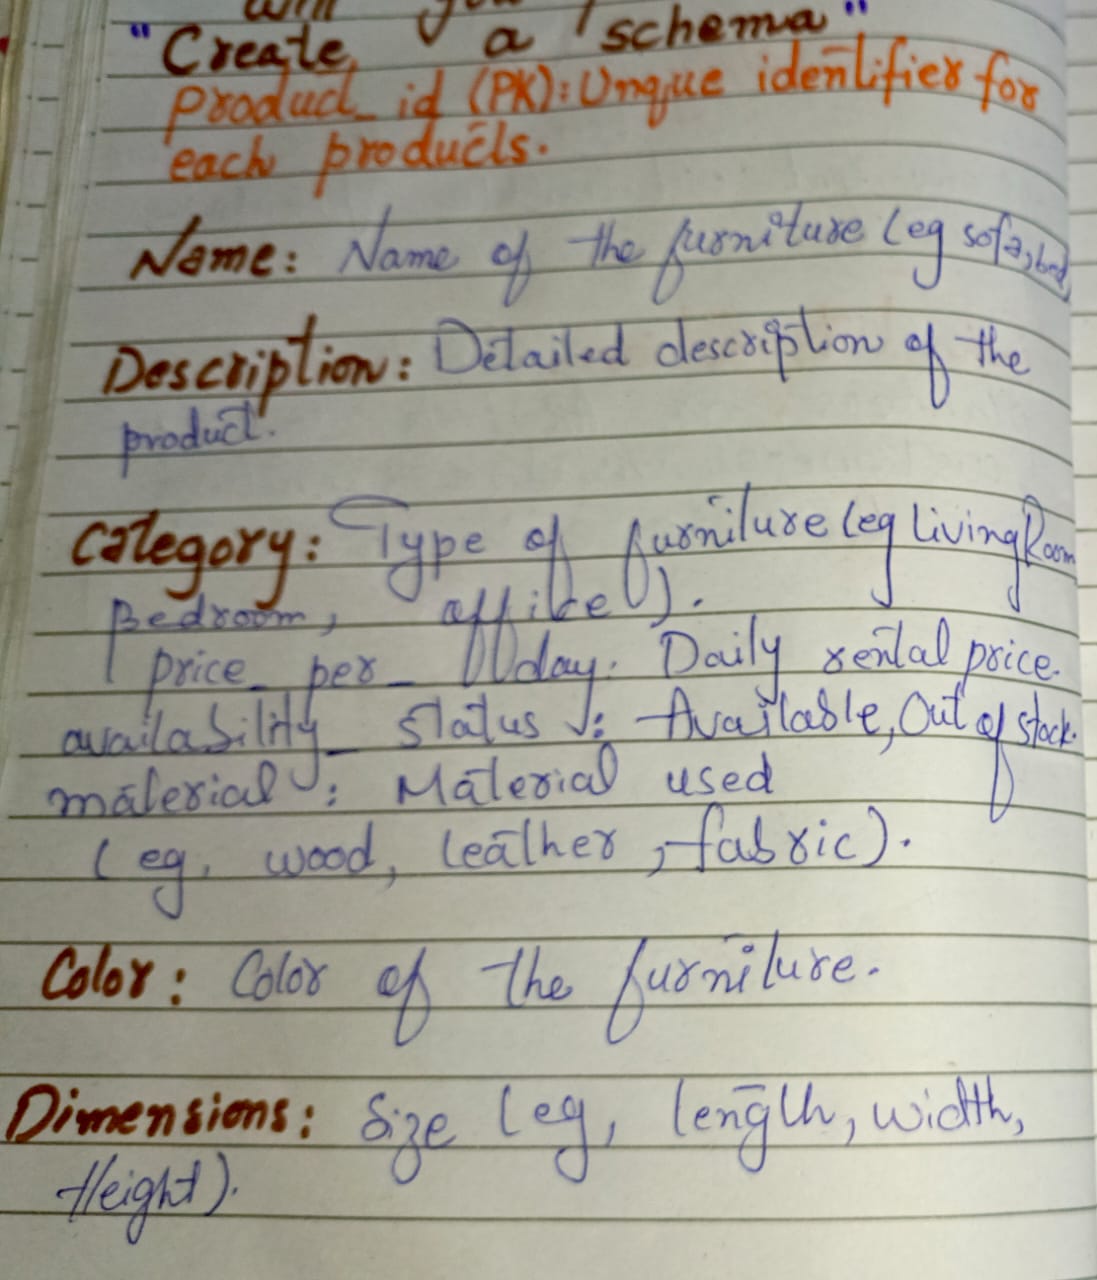 "Create a schema"
product_id (PK): Unque identifier for
each products.
Name: Name of the furniture (eg sofa, bed
Description: Detailed description of the
product.
Category: Type of furniture (eg Living Room
Bedroom, office).
price_per_day: Daily rental price.
availability_status: Available, Out of stock.
material: Material used
(eg, wood, leather, fabric).
Color: Color of the furniture.
Dimensions: Size (eg, length, width,
Height).